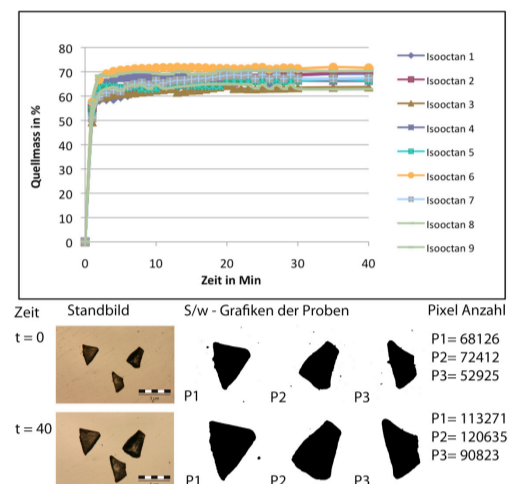 Quellmass in %
80
70
60
50
40
30
20
10
0
0 10 20 30 40
Zeit in Min
Isooctan 1
Isooctan 2
Isooctan 3
Isooctan 4
Isooctan 5
Isooctan 6
Isooctan 7
Isooctan 8
Isooctan 9
Zeit Standbild S/w - Grafiken der Proben Pixel Anzahl
t = 0
P1 P2 P3
P1= 68126
P2= 72412
P3= 52925
t = 40
P1 P2 P3
P1= 113271
P2= 120635
P3= 90823